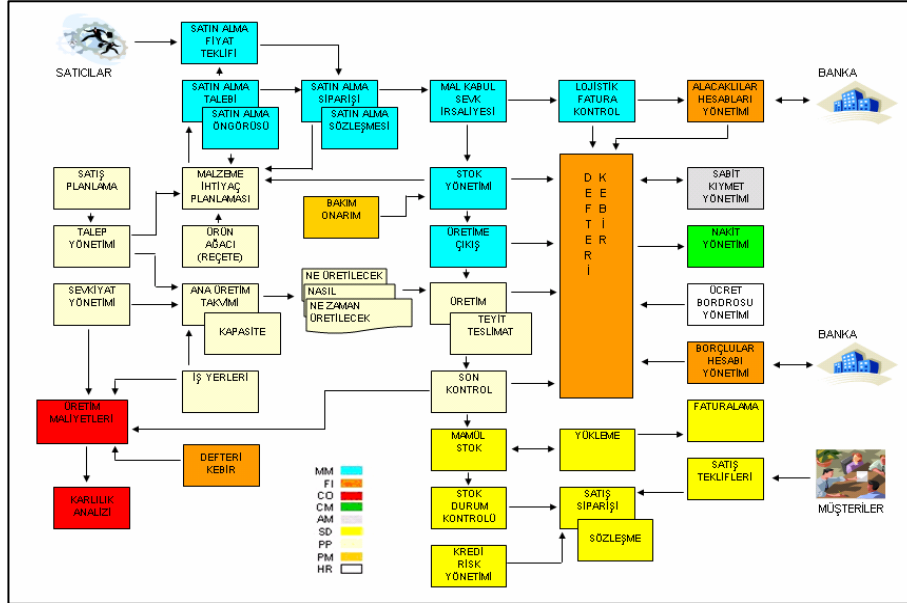 SATIN ALMA
FİYAT
TEKLİFİ
SATICILAR
SATIN ALMA
TALEBİ
SATIN ALMA
ÖNGÖRÜSÜ
SATIN ALMA
SİPARİŞİ
SATIN ALMA
SÖZLEŞMESİ
MAL KABUL
SEVK
İRSALİYESİ
LOJİSTİK
FATURA
KONTROL
ALACAKLILAR
HESABLARI
YÖNETİMİ
BANKA
SATIŞ
PLANLAMA
MALZEME
İHTİYAÇ
PLANLAMASI
BAKIM
ONARIM
STOK
YÖNETİMİ
DEFTERİ
KEBİR
SABİT
KIYMET
YÖNETİMİ
TALEP
YÖNETİMİ
ÜRÜN
AĞACI
(REÇETE)
ÜRETİME
ÇIKIŞ
NAKİT
YÖNETİMİ
SEVKİYAT
YÖNETİMİ
ANA ÜRETİM
TAKVİMİ
KAPASİTE
NE ÜRETİLECEK
NASIL
NE ZAMAN
ÜRETİLECEK
ÜRETİM
TEYİT
TESLİMAT
ÜCRET
BORDROSU
YÖNETİMİ
BORÇLULAR
HESABI
YÖNETİMİ
BANKA
İŞ YERLERİ
SON
KONTROL
ÜRETİM
MALİYETLERİ
DEFTERİ
KEBİR
MAMÜL
STOK
YÜKLEME
FATURALAMA
KARLILIK
ANALİZİ
STOK
DURUM
KONTROLÜ
SATIŞ
SİPARİŞİ
SÖZLEŞME
SATIŞ
TEKLİFLERİ
MÜŞTERİLER
KREDİ
RİSK
YÖNETİMİ
MM
FI
CO
CM
AM
SD
PP
PM
HR